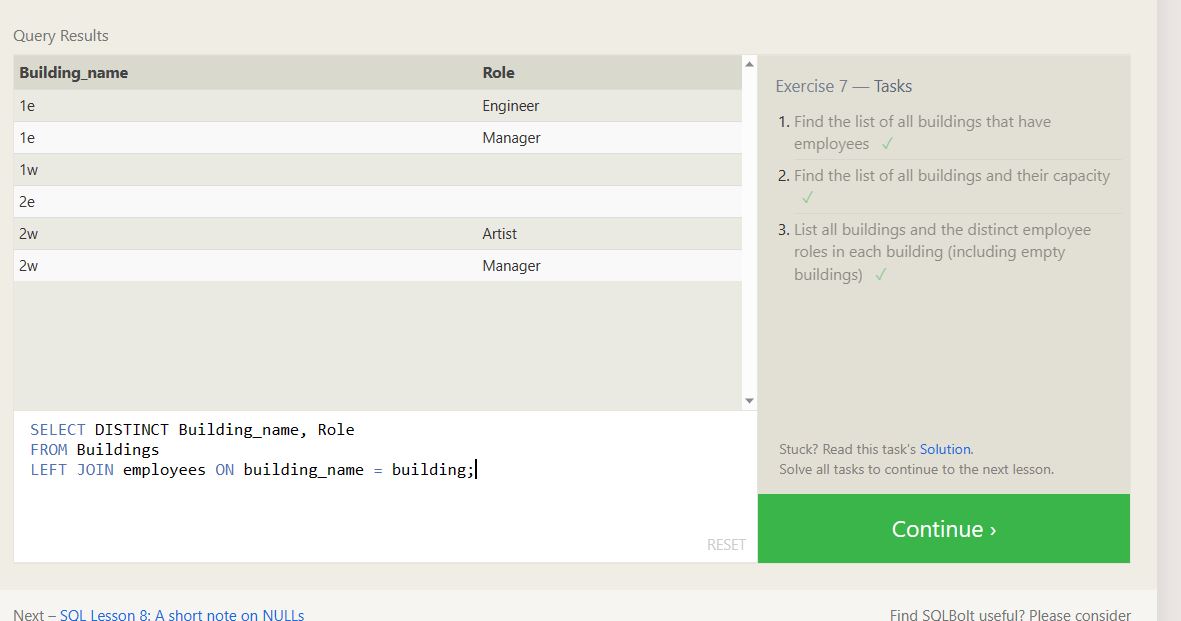 Query Results
Building_name Role
1e Engineer
1e Manager
1w
2e
2w Artist
2w Manager
SELECT DISTINCT Building_name, Role
FROM Buildings
LEFT JOIN employees ON building_name = building;
RESET
Exercise 7 — Tasks
1. Find the list of all buildings that have
employees ✓
2. Find the list of all buildings and their capacity
✓
3. List all buildings and the distinct employee
roles in each building (including empty
buildings) ✓
Stuck? Read this task's Solution.
Solve all tasks to continue to the next lesson.
Continue ›
Next – SQL Lesson 8: A short note on NULLs
Find SQLBolt useful? Please consider